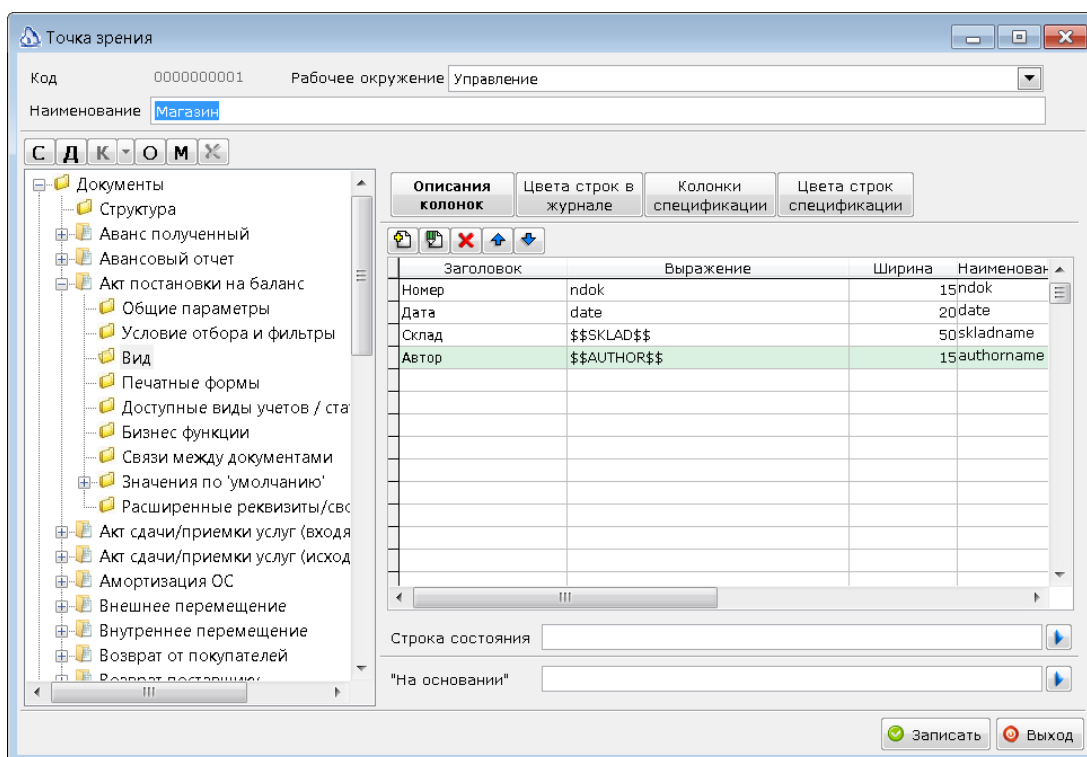 Точка зрения
Код 0000000001 Рабочее окружение Управление
Наименование Магазин
С Д К О М
Документы
Структура
Аванс полученный
Авансовый отчет
Акт постановки на баланс
Общие параметры
Условие отбора и фильтры
Вид
Печатные формы
Доступные виды учетов / ста
Бизнес функции
Связи между документами
Значения по 'умолчанию'
Расширенные реквизиты/сво
Акт сдачи/приемки услуг (входя
Акт сдачи/приемки услуг (исход
Амортизация ОС
Внешнее перемещение
Внутреннее перемещение
Возврат от покупателей
Возврат поставщику
Описания колонок
Цвета строк в журнале
Колонки спецификации
Цвета строк спецификации
Заголовок Выражение Ширина Наименован
Номер ndok 15 ndok
Дата date 20 date
Склад $$SKLAD$$ 50 skladname
Автор $$AUTHOR$$ 15 authorname
Строка состояния
"На основании"
Записать Выход